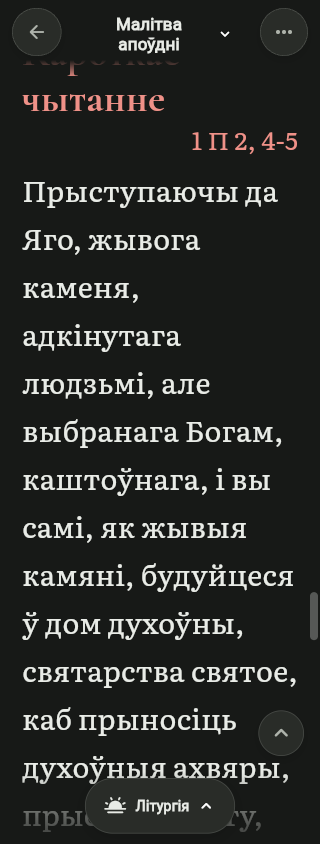 Малітва
апоўдні
чытанне
1 П 2, 4-5
Прыступаючы да
Яго, жывога
каменя,
адкінутага
людзьмі, але
выбранага Богам,
каштоўнага, і вы
самі, як жывыя
камяні, будуйцеся
ў дом духоўны,
святарства святое,
каб прыносіць
духоўныя ахвяры,
Літургія